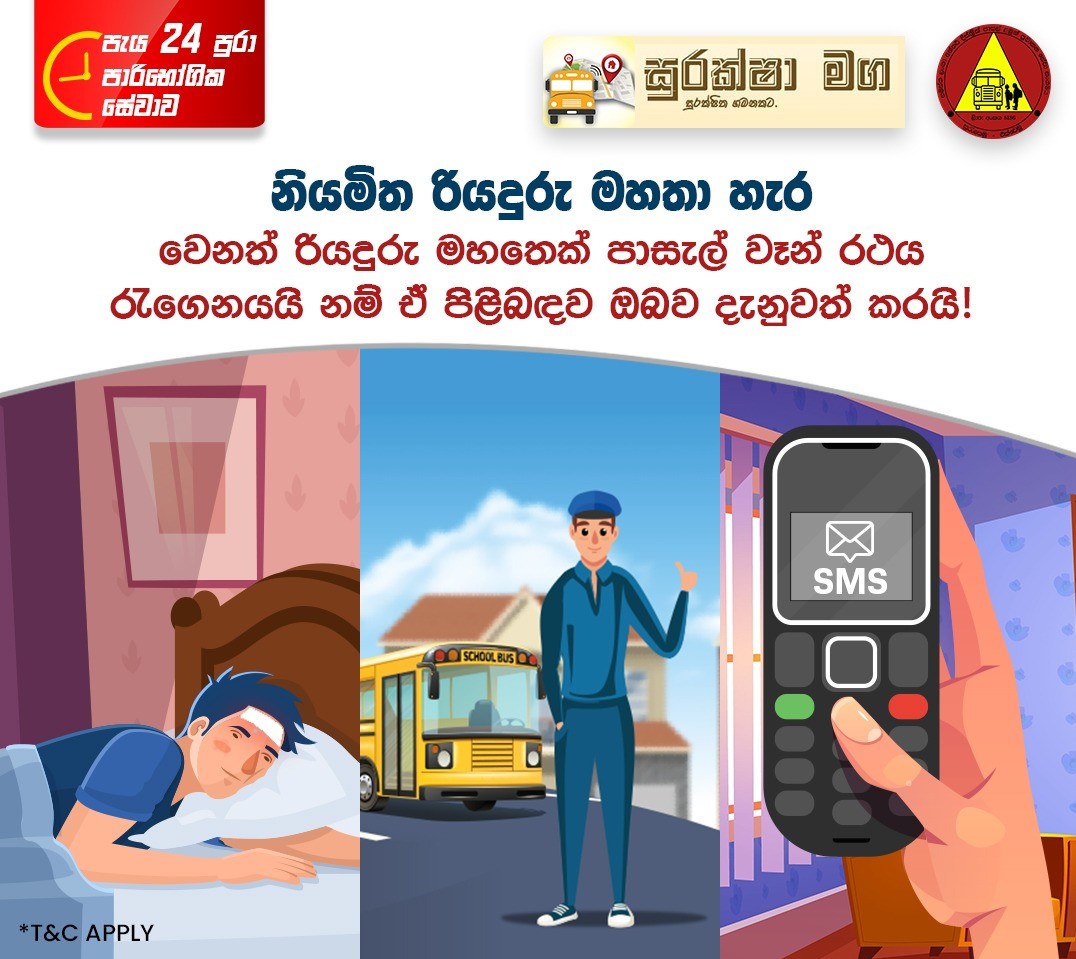 පැය 24 පුරා
පාරිභෝගික
සේවාව
සුරක්ෂා මග
සුරක්ෂිත ගමනකට.
නියමිත රියදුරු මහතා හැර
වෙනත් රියදුරු මහතෙක් පාසැල් වෑන් රථය
රැගෙනයයි නම් ඒ පිළිබඳව ඔබව දැනුවත් කරයි!
SCHOOL BUS
SMS
*T&C APPLY